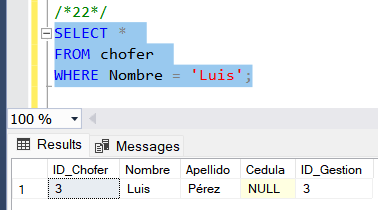 /*22*/
SELECT *
FROM chofer
WHERE Nombre = 'Luis';
100 %
Results Messages
ID_Chofer Nombre Apellido Cedula ID_Gestion
1 3 Luis Pérez NULL 3